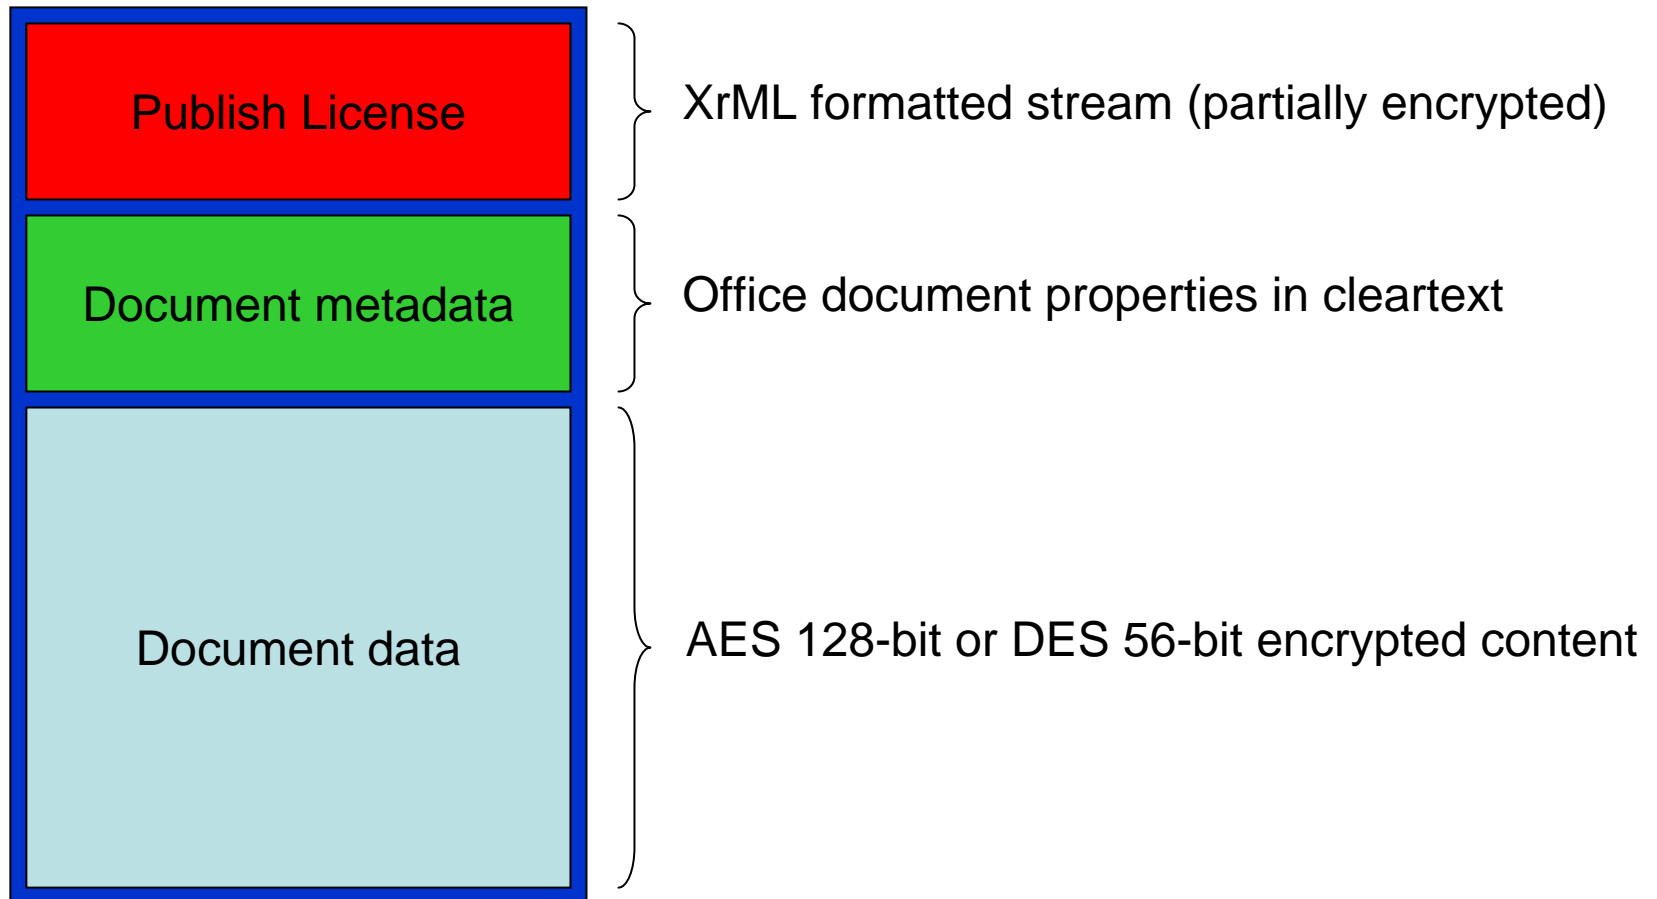 Publish License
XrML formatted stream (partially encrypted)
Document metadata
Office document properties in cleartext
Document data
AES 128-bit or DES 56-bit encrypted content